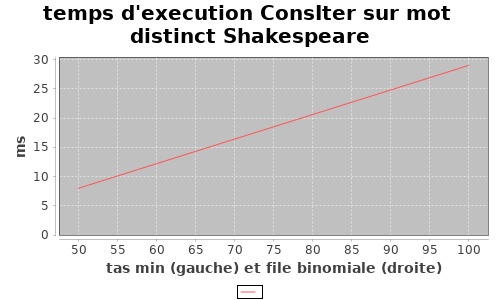 temps d'execution ConsIter sur mot
distinct Shakespeare
30
25
20
15
10
5
0
ms
50 55 60 65 70 75 80 85 90 95 100
tas min (gauche) et file binomiale (droite)